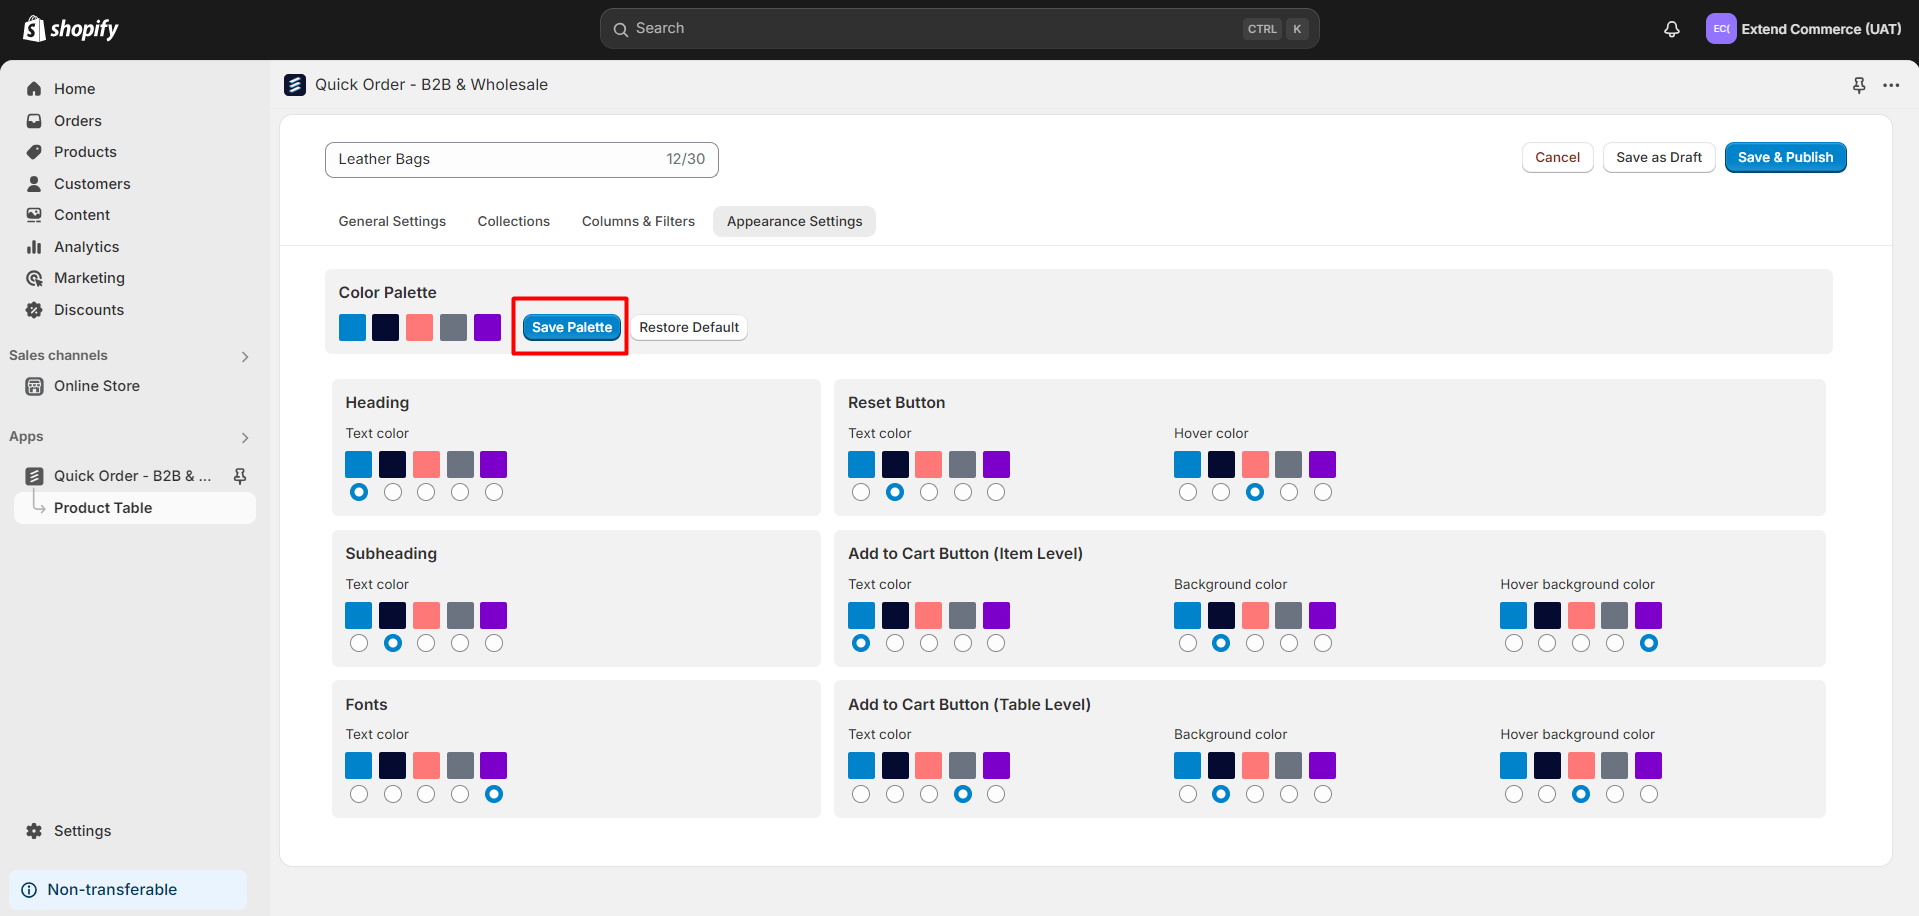 shopify
Search
CTRL K
EC(
Extend Commerce (UAT)
Home
Orders
Products
Customers
Content
Analytics
Marketing
Discounts
Sales channels
Online Store
Apps
Quick Order - B2B & ...
Product Table
Settings
Non-transferable
Quick Order - B2B & Wholesale
Leather Bags 12/30
Cancel
Save as Draft
Save & Publish
General Settings
Collections
Columns & Filters
Appearance Settings
Color Palette
Save Palette
Restore Default
Heading
Text color
Reset Button
Text color Hover color
Subheading
Text color
Add to Cart Button (Item Level)
Text color Background color Hover background color
Fonts
Text color
Add to Cart Button (Table Level)
Text color Background color Hover background color